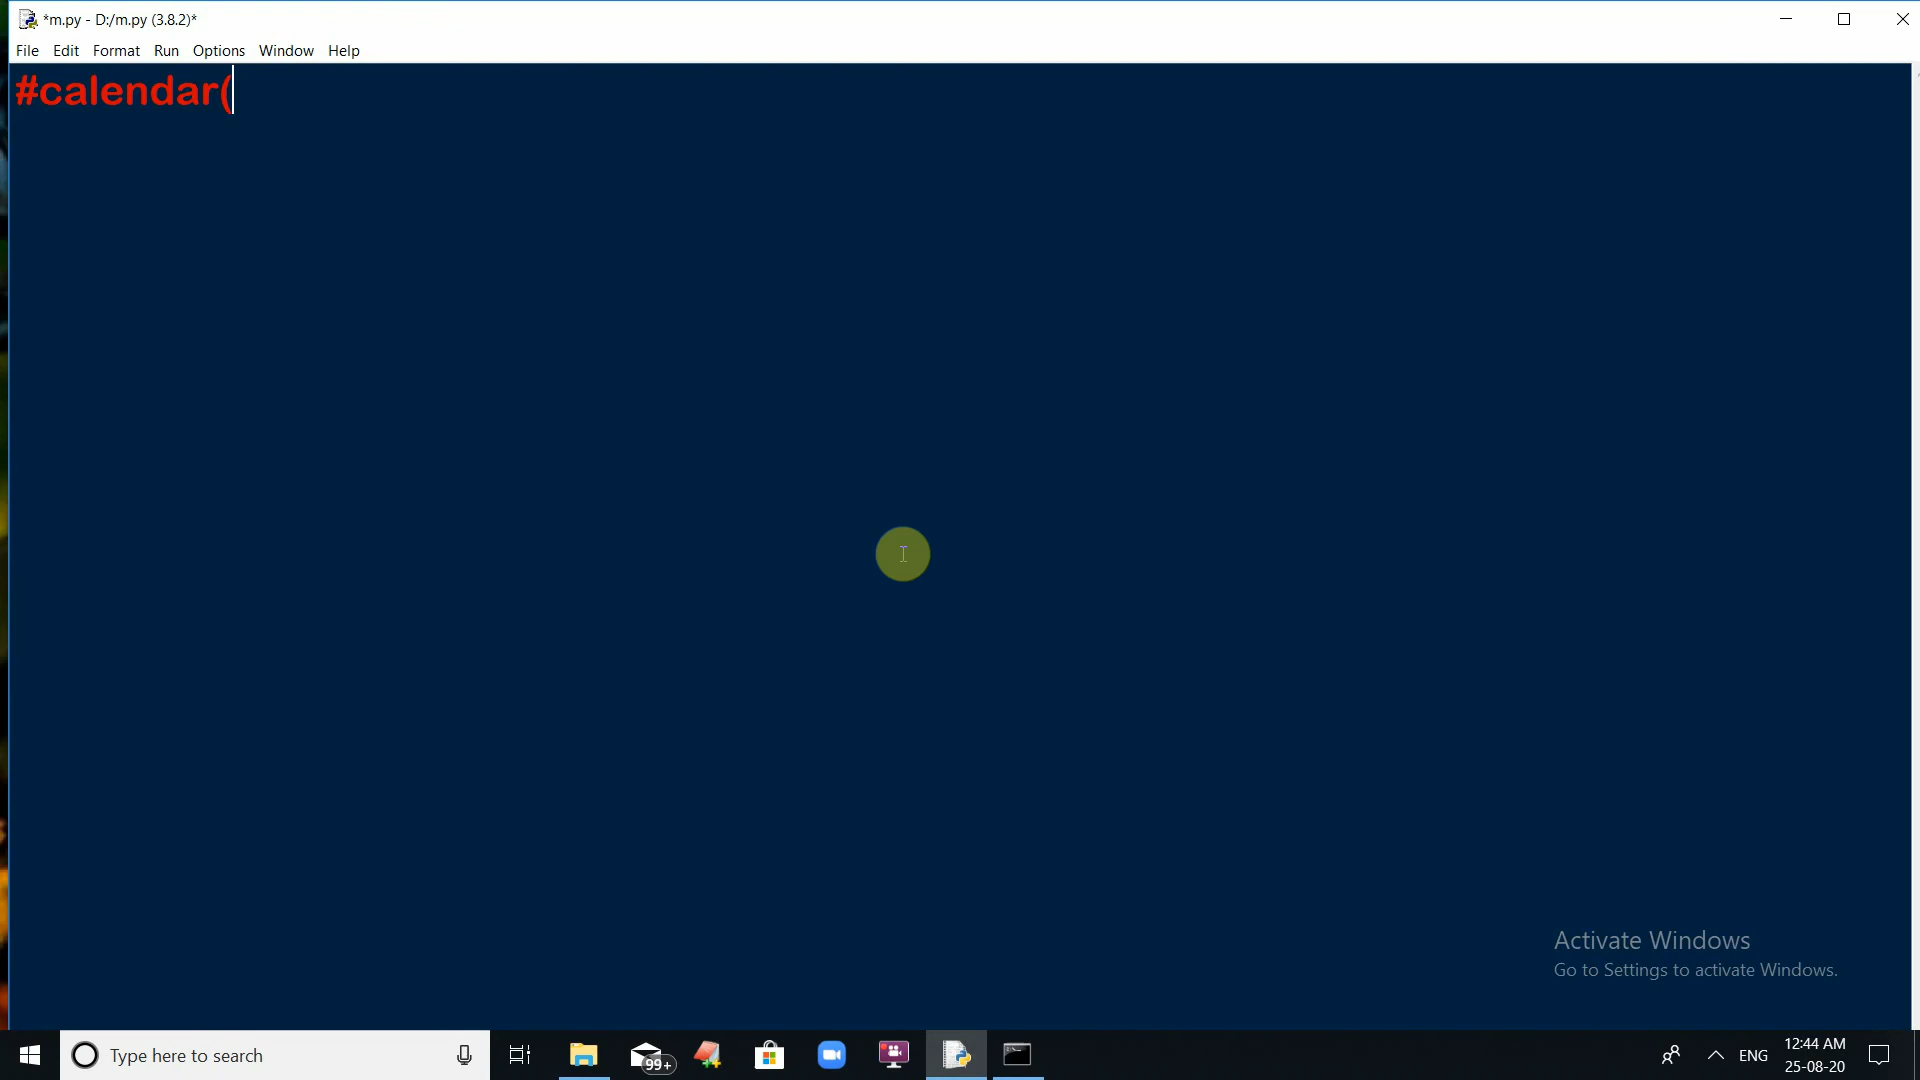 *m.py - D:/m.py (3.8.2)*
File Edit Format Run Options Window Help
#calendar(
Activate Windows
Go to Settings to activate Windows.
Type here to search
99+
ENG
12:44 AM
25-08-20